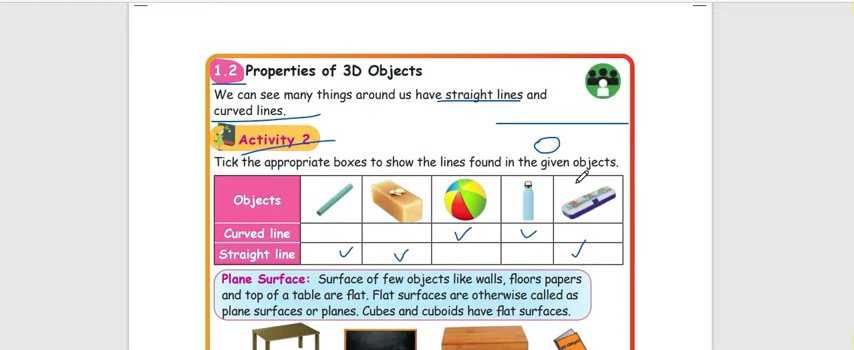 1.2 Properties of 3D Objects
We can see many things around us have straight lines and
curved lines.
Activity 2
Tick the appropriate boxes to show the lines found in the given objects.
Objects
Curved line
Straight line
Plane Surface: Surface of few objects like walls, floors papers
and top of a table are flat. Flat surfaces are otherwise called as
plane surfaces or planes. Cubes and cuboids have flat surfaces.